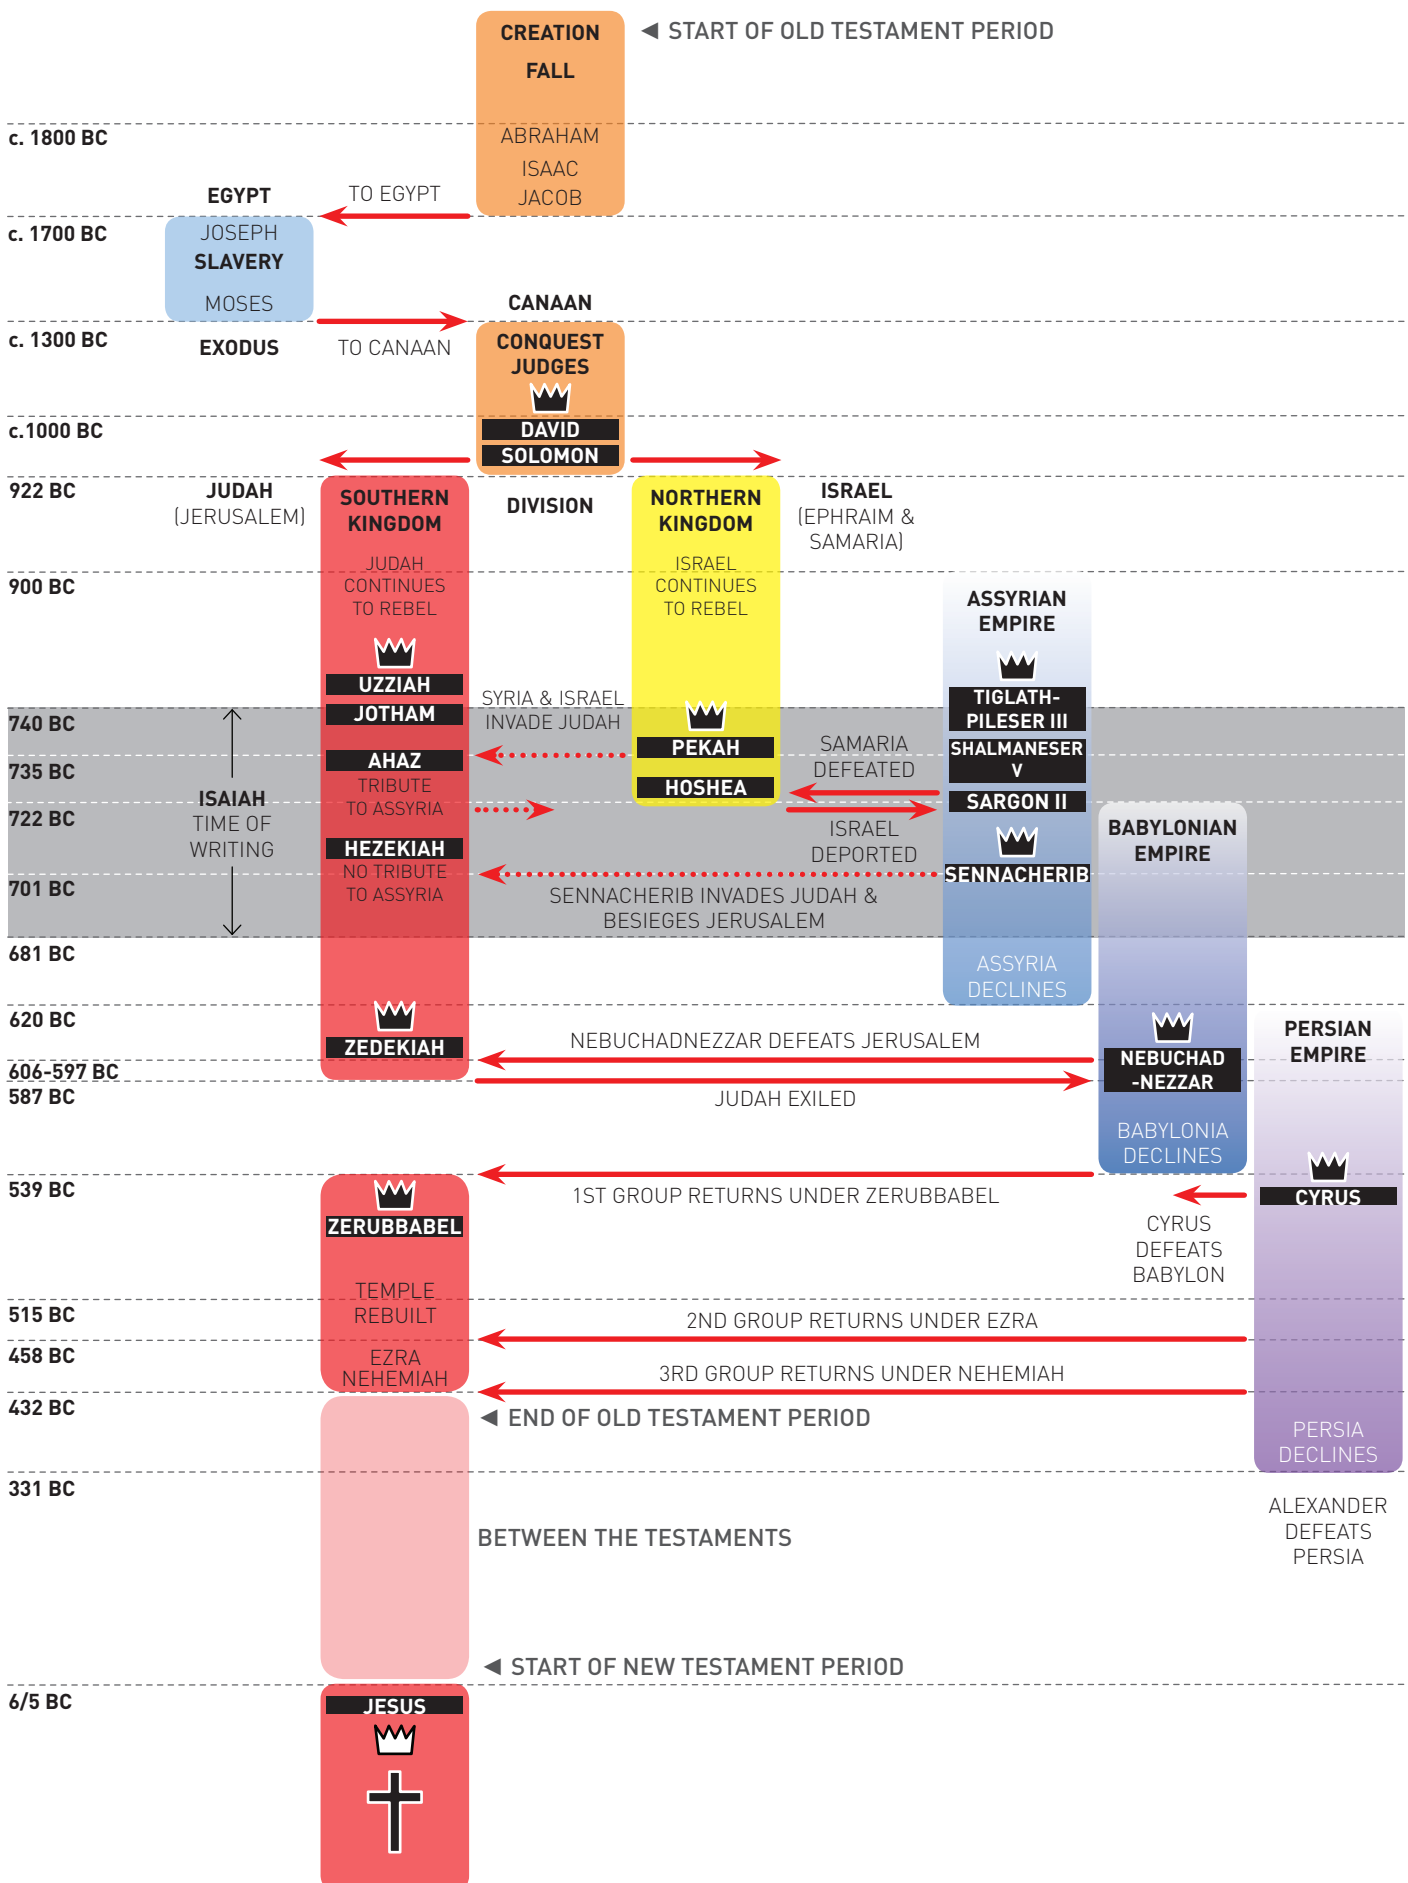 CREATION
◄ START OF OLD TESTAMENT PERIOD
FALL
c. 1800 BC
ABRAHAM
ISAAC
JACOB
EGYPT
TO EGYPT
c. 1700 BC
JOSEPH
SLAVERY
MOSES
CANAAN
c. 1300 BC
EXODUS
TO CANAAN
CONQUEST
JUDGES
c.1000 BC
DAVID
SOLOMON
922 BC
JUDAH
(JERUSALEM)
SOUTHERN
KINGDOM
DIVISION
NORTHERN
KINGDOM
ISRAEL
(EPHRAIM &
SAMARIA)
JUDAH
CONTINUES
TO REBEL
ISRAEL
CONTINUES
TO REBEL
900 BC
ASSYRIAN
EMPIRE
UZZIAH
JOTHAM
SYRIA & ISRAEL
INVADE JUDAH
TIGLATH-
PILESER III
740 BC
PEKAH
SAMARIA
DEFEATED
SHALMANESER
V
735 BC
AHAZ
TRIBUTE
TO ASSYRIA
HOSHEA
SARGON II
ISAIAH
TIME OF
WRITING
722 BC
ISRAEL
DEPORTED
BABYLONIAN
EMPIRE
HEZEKIAH
NO TRIBUTE
TO ASSYRIA
SENNACHERIB
701 BC
SENNACHERIB INVADES JUDAH &
BESIEGES JERUSALEM
681 BC
ASSYRIA
DECLINES
620 BC
ZEDEKIAH
NEBUCHADNEZZAR DEFEATS JERUSALEM
PERSIAN
EMPIRE
NEBUCHAD
-NEZZAR
606-597 BC
587 BC
JUDAH EXILED
BABYLONIA
DECLINES
539 BC
1ST GROUP RETURNS UNDER ZERUBBABEL
CYRUS
ZERUBBABEL
CYRUS
DEFEATS
BABYLON
TEMPLE
REBUILT
515 BC
2ND GROUP RETURNS UNDER EZRA
458 BC
EZRA
NEHEMIAH
3RD GROUP RETURNS UNDER NEHEMIAH
432 BC
◄ END OF OLD TESTAMENT PERIOD
PERSIA
DECLINES
331 BC
ALEXANDER
DEFEATS
PERSIA
BETWEEN THE TESTAMENTS
◄ START OF NEW TESTAMENT PERIOD
6/5 BC
JESUS